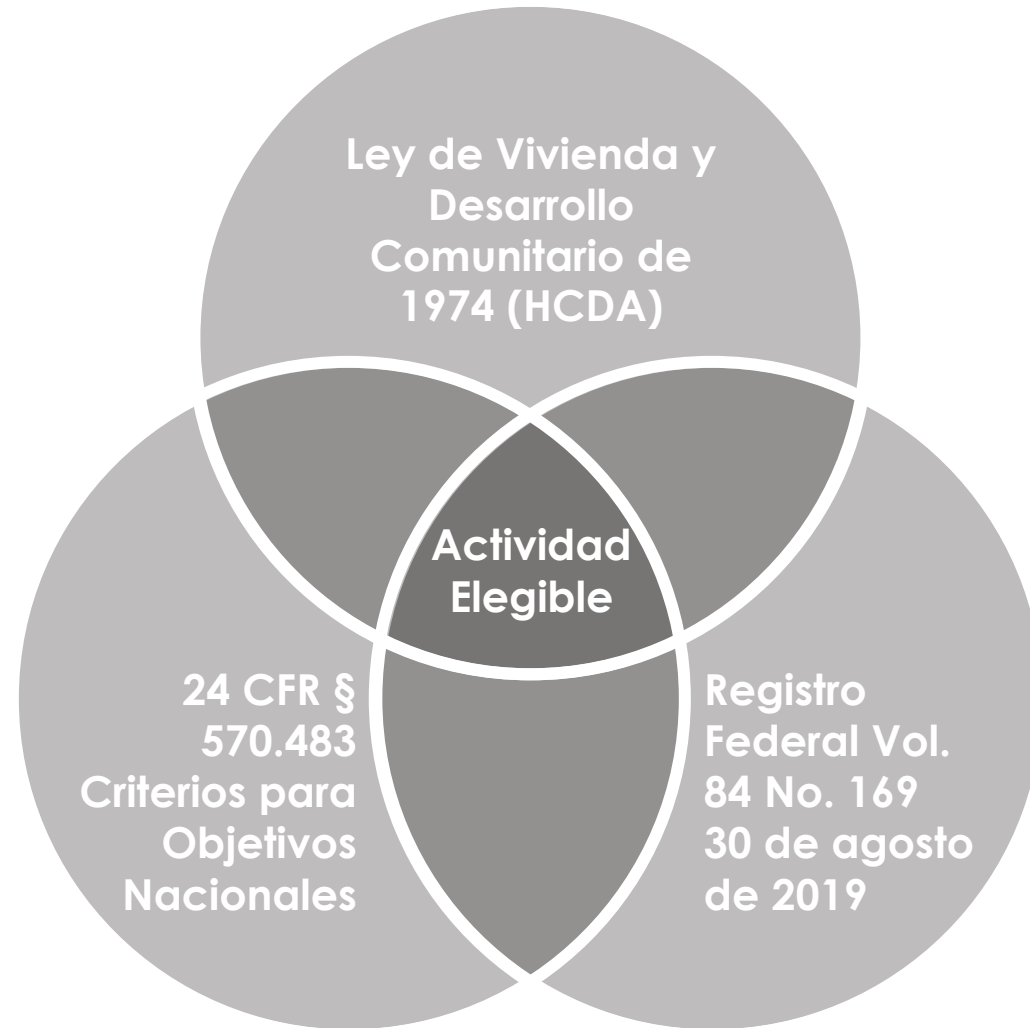 Ley de Vivienda y
Desarrollo
Comunitario de
1974 (HCDA)
Actividad
Elegible
24 CFR §
570.483
Criterios para
Objetivos
Nacionales
Registro
Federal Vol.
84 No. 169
30 de agosto
de 2019